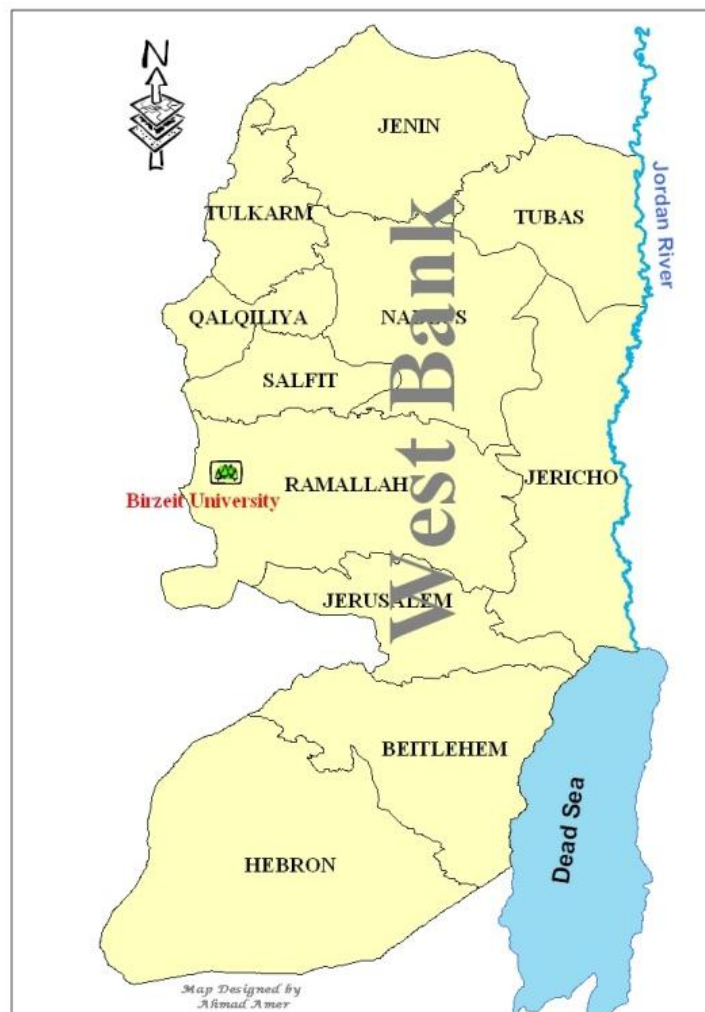 N
JENIN
TULKARM
TUBAS
Jordan River
QALQILIYA
NABLUS
SALFIT
West Bank
RAMALLAH
JERICHO
Birzeit University
JERUSALEM
BEITLEHEM
Dead Sea
HEBRON
Map Designed by
Ahmad Amer